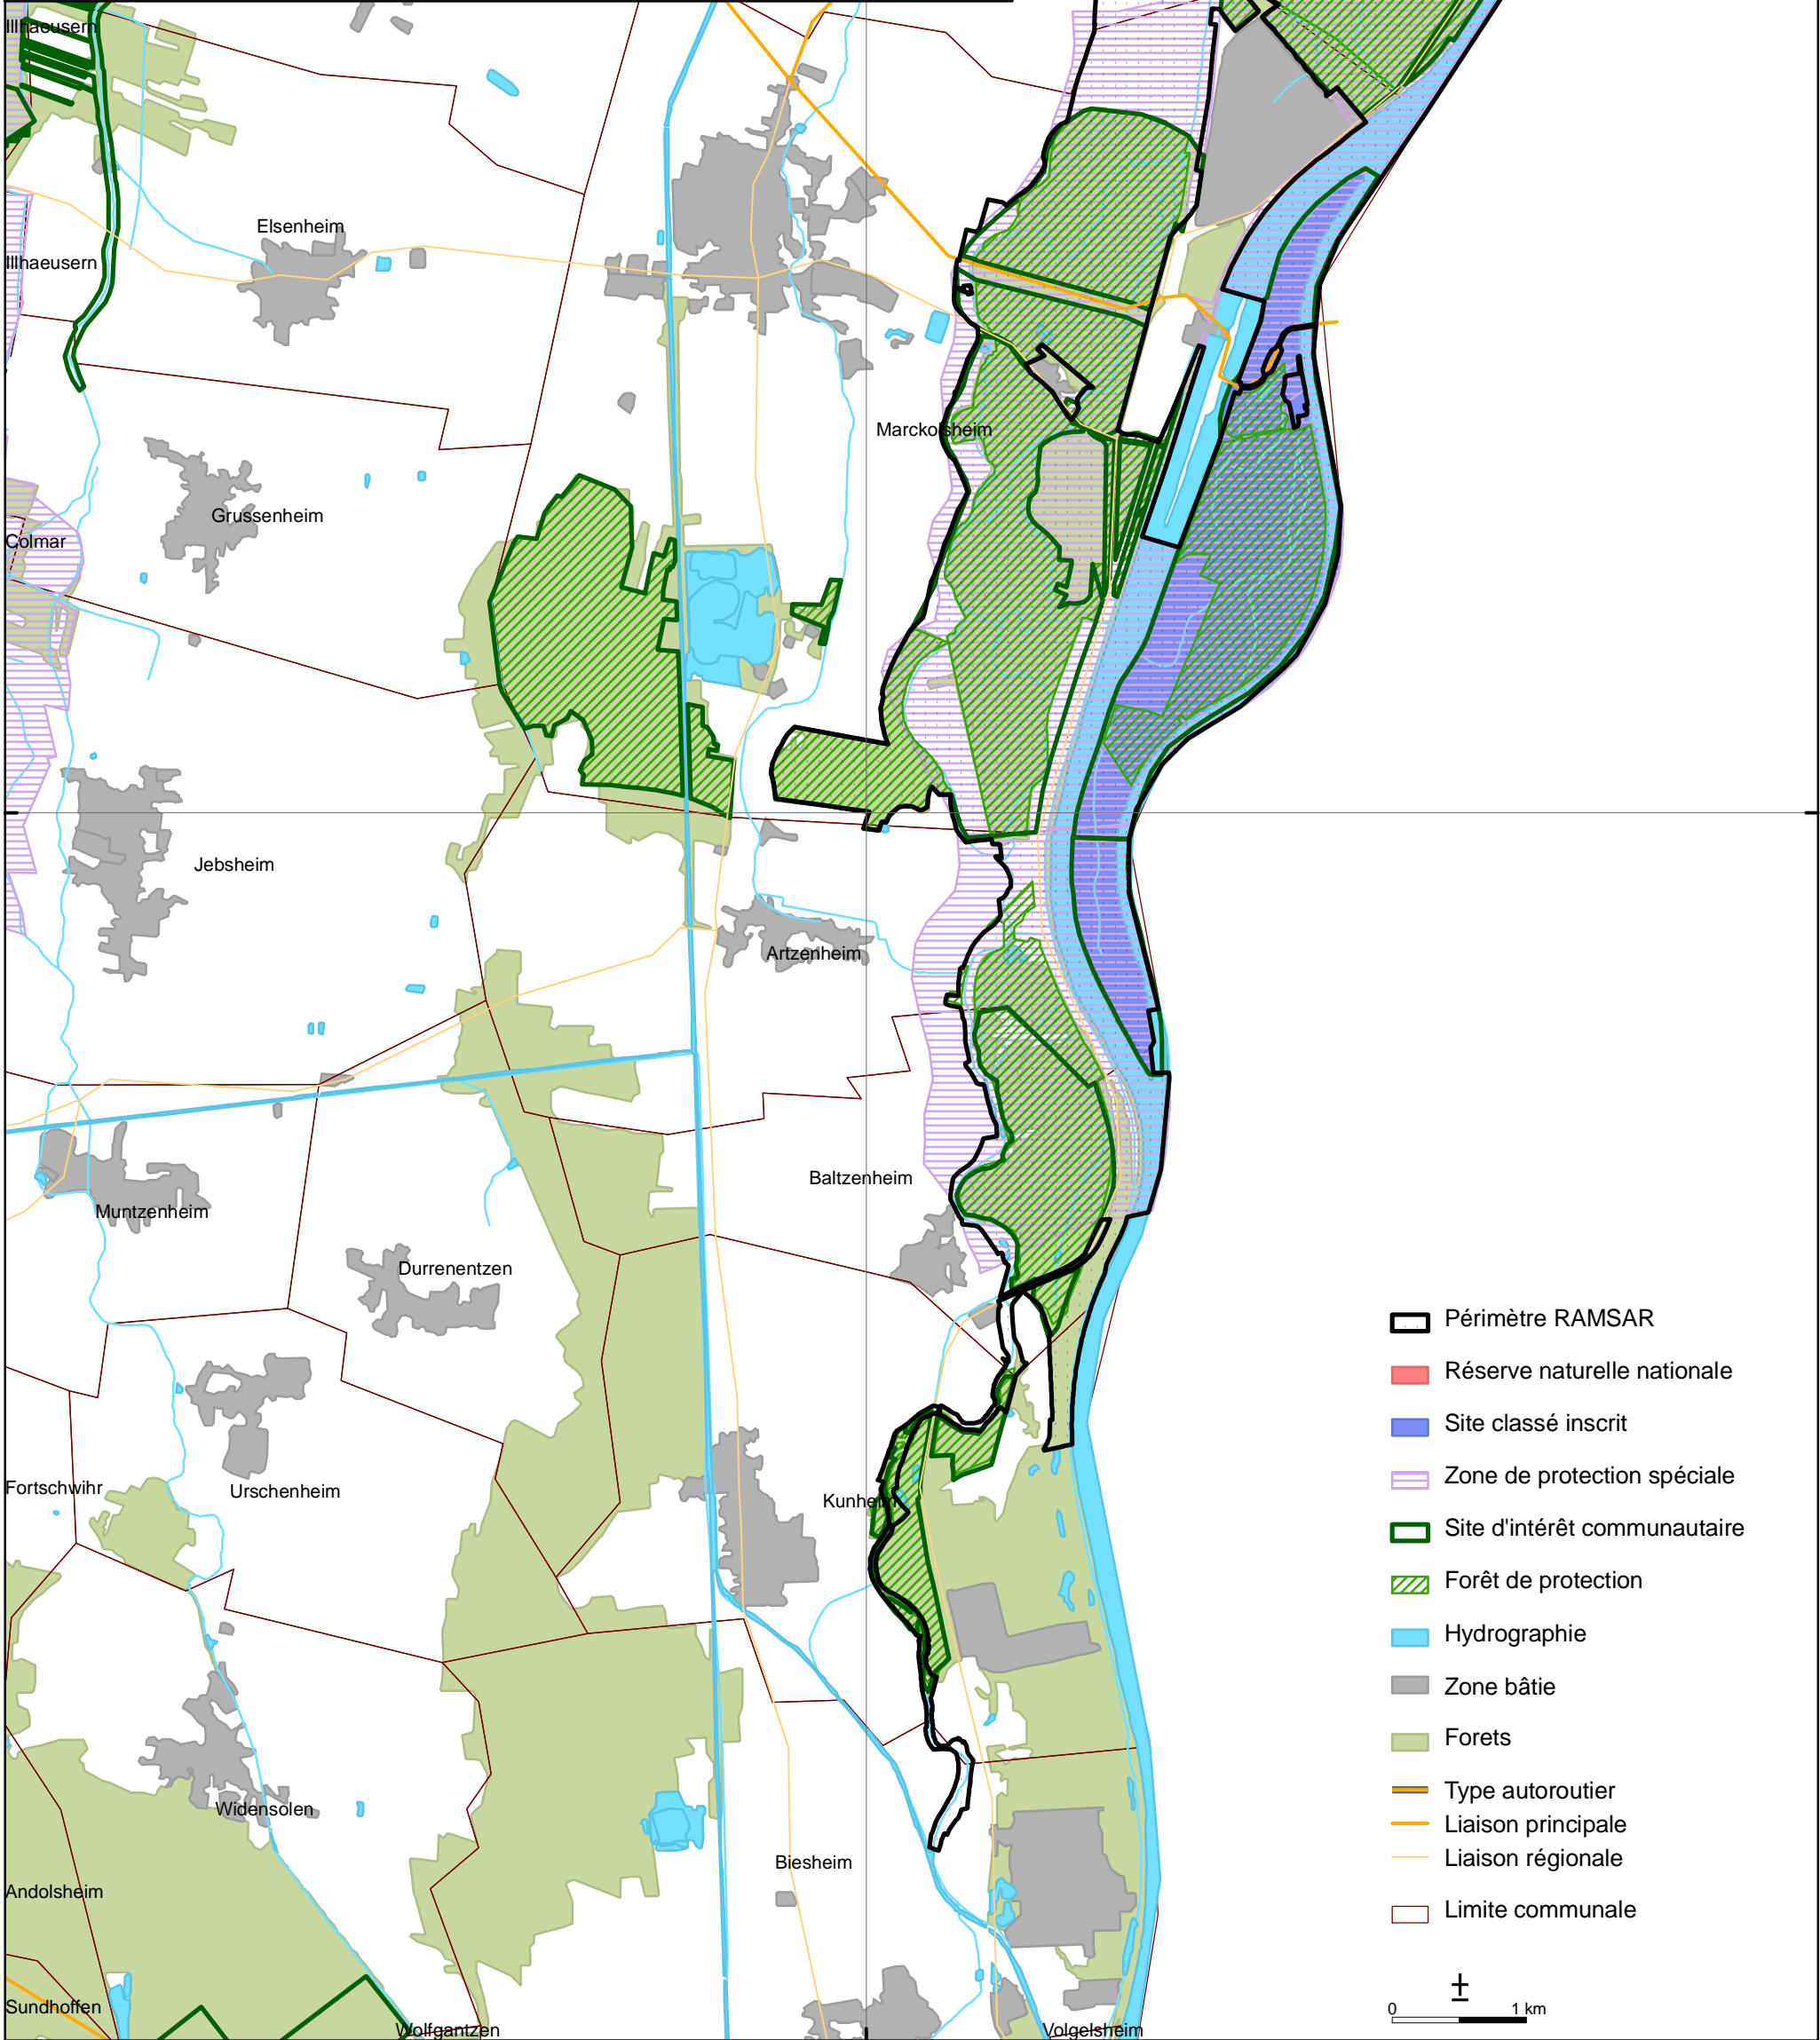 Illhaeusern
Elsenheim
Illhaeusern
Marckolsheim
Grussenheim
Colmar
Jebsheim
Artzenheim
Baltzenheim
Muntzenheim
Durrenentzen
Fortschwihr
Urschenheim
Kunheim
Widensolen
Biesheim
Andolsheim
Sundhoffen
Wolfgantzen
Volgelsheim
Périmètre RAMSAR
Réserve naturelle nationale
Site classé inscrit
Zone de protection spéciale
Site d'intérêt communautaire
Forêt de protection
Hydrographie
Zone bâtie
Forets
Type autoroutier
Liaison principale
Liaison régionale
Limite communale
±
0 1 km